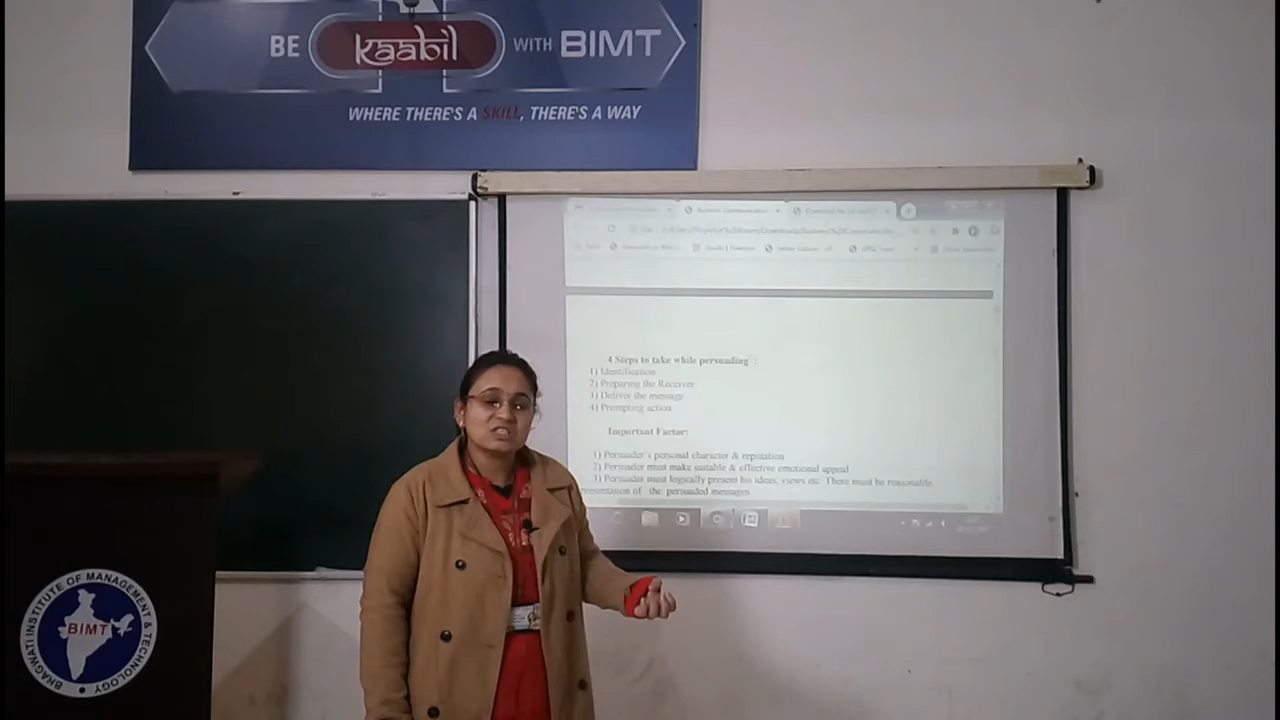 BE kaabil WITH BIMT
WHERE THERE'S A SKILL, THERE'S A WAY
4 Steps to take while persuading :
1) Identification
2) Preparing the Receiver
3) Deliver the message
4) Prompting action
Important Factor:
1) Persuader's personal character & reputation
2) Persuader must make suitable & effective emotional appeal
3) Persuader must logically present his ideas, views etc. There must be reasonable
presentation of the persuaded messages
BHAGWATI INSTITUTE OF MANAGEMENT & TECHNOLOGY
BIMT